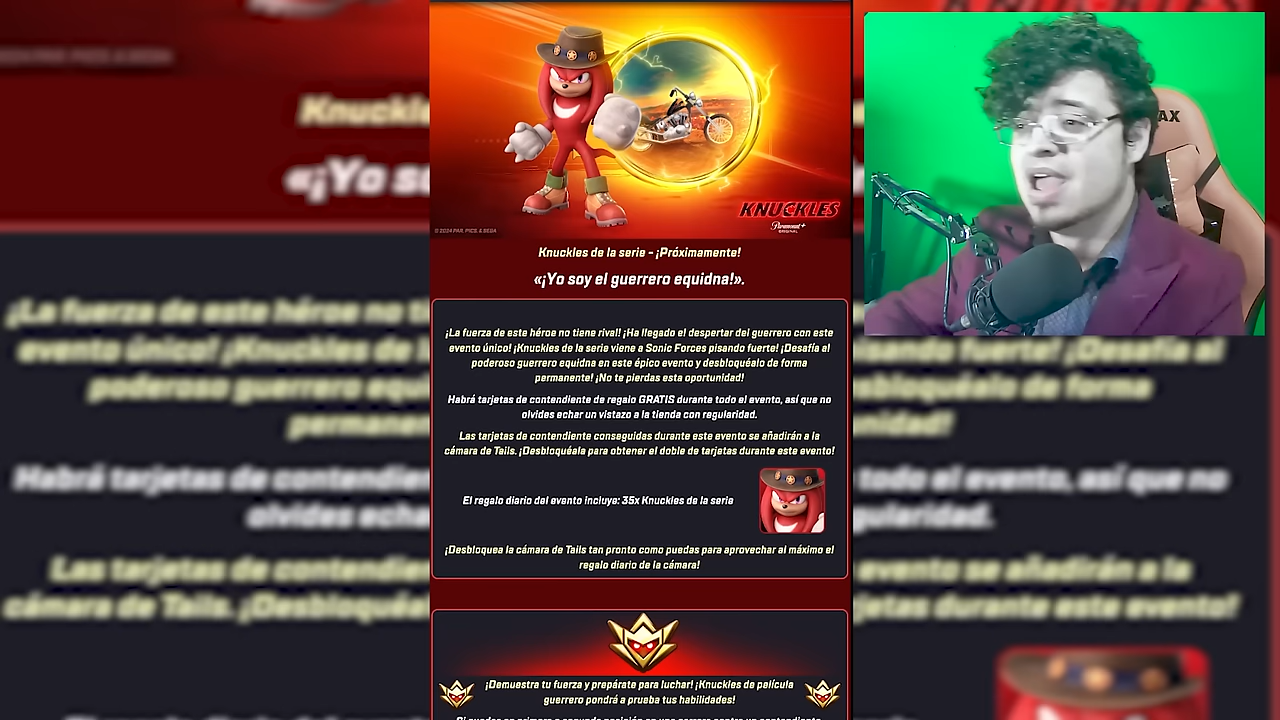 KNUCKLES
Paramount+
ORIGINAL
© 2024 PAR. PICS. & SEGA
Knuckles de la serie - ¡Próximamente!
«¡Yo soy el guerrero equidna!».
¡La fuerza de este héroe no tiene rival! ¡Ha llegado el despertar del guerrero con este
evento único! ¡Knuckles de la serie viene a Sonic Forces pisando fuerte! ¡Desafía al
poderoso guerrero equidna en este épico evento y desbloquéalo de forma
permanente! ¡No te pierdas esta oportunidad!
Habrá tarjetas de contendiente de regalo GRATIS durante todo el evento, así que no
olvides echar un vistazo a la tienda con regularidad.
Las tarjetas de contendiente conseguidas durante este evento se añadirán a la
cámara de Tails. ¡Desbloquéala para obtener el doble de tarjetas durante este evento!
El regalo diario del evento incluye: 35x Knuckles de la serie
¡Desbloquea la cámara de Tails tan pronto como puedas para aprovechar al máximo el
regalo diario de la cámara!
¡Demuestra tu fuerza y prepárate para luchar! ¡Knuckles de película
guerrero pondrá a prueba tus habilidades!
AX